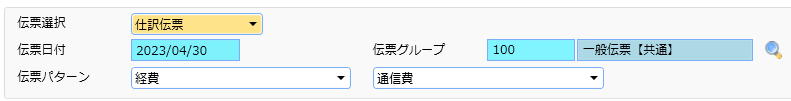 伝票選択 仕訳伝票
伝票日付 2023/04/30 伝票グループ 100 一般伝票【共通】
伝票パターン 経費 通信費